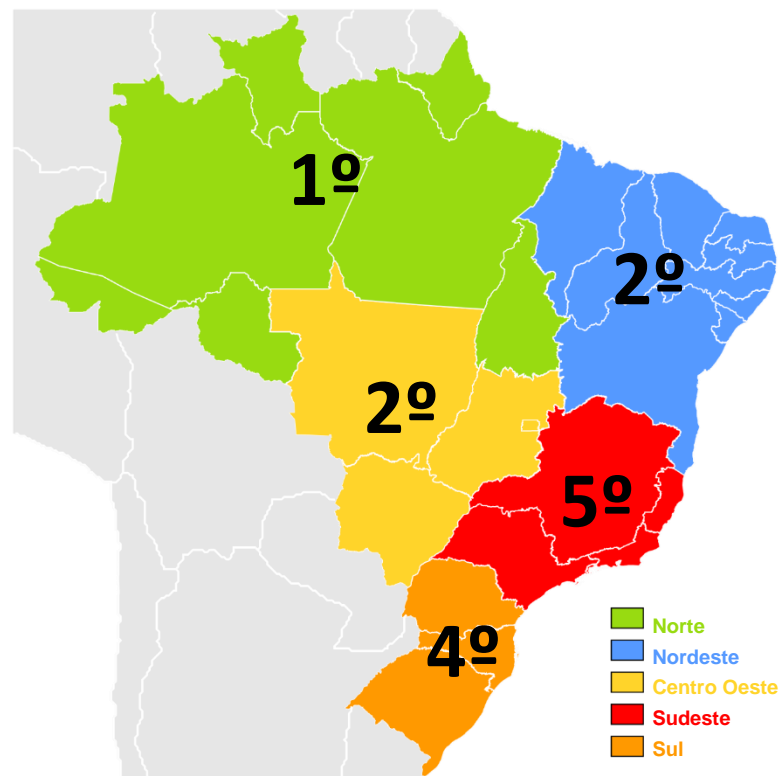 1º
2º
2º
5º
4º
Norte
Nordeste
Centro Oeste
Sudeste
Sul